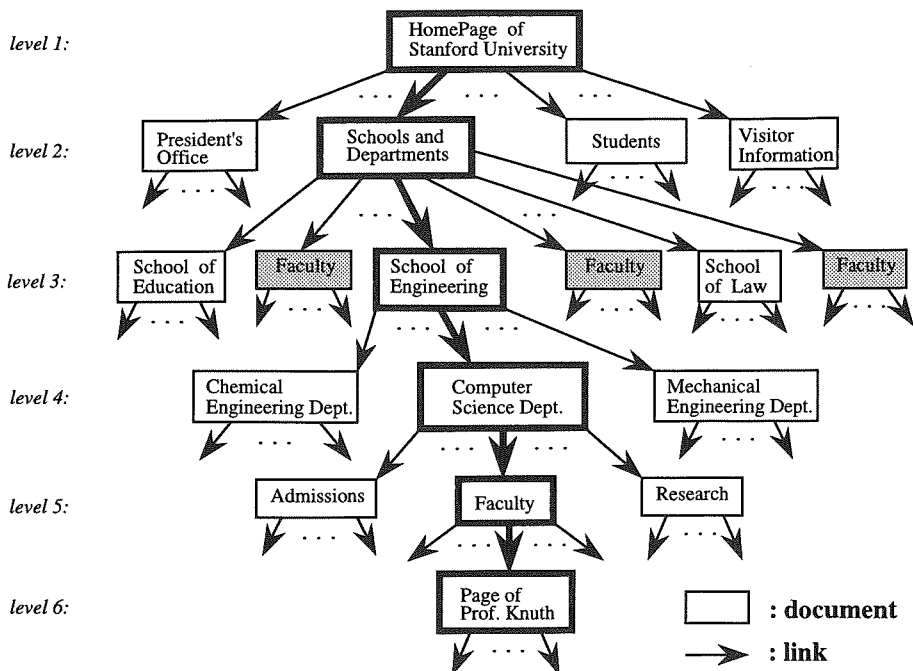 level 1:
HomePage of
Stanford University
level 2:
President's
Office
Schools and
Departments
Students
Visitor
Information
level 3:
School of
Education
Faculty
School of
Engineering
Faculty
School
of Law
Faculty
level 4:
Chemical
Engineering Dept.
Computer
Science Dept.
Mechanical
Engineering Dept.
level 5:
Admissions
Faculty
Research
level 6:
Page of
Prof. Knuth
: document
: link